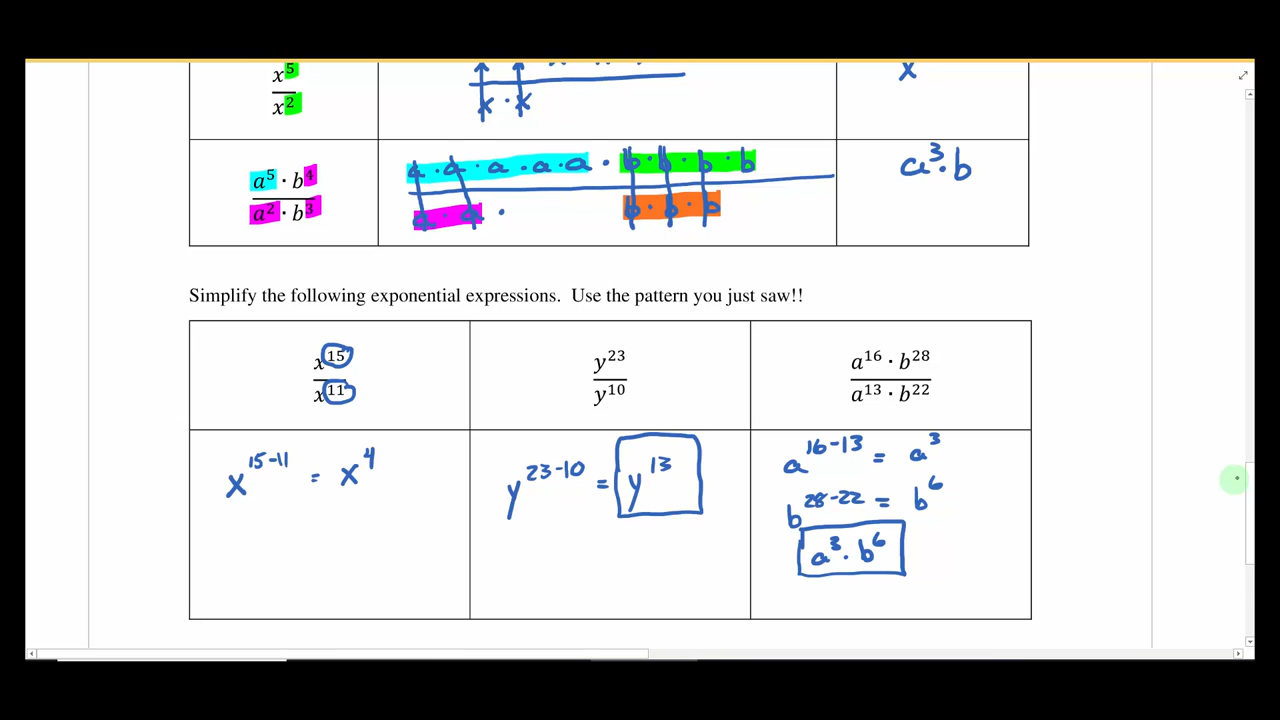 x⁵/x²
x · x
x
a⁵ · b⁴/a² · b³
a · a · a · a · a · b · b · b · b
a · a · b · b · b
a³ · b
Simplify the following exponential expressions. Use the pattern you just saw!!
x¹⁵/x¹¹
y²³/y¹⁰
a¹⁶ · b²⁸/a¹³ · b²²
x¹⁵⁻¹¹ = x⁴
y²³⁻¹⁰ = y¹³
a¹⁶⁻¹³ = a³
b²⁸⁻²² = b⁶
a³ · b⁶